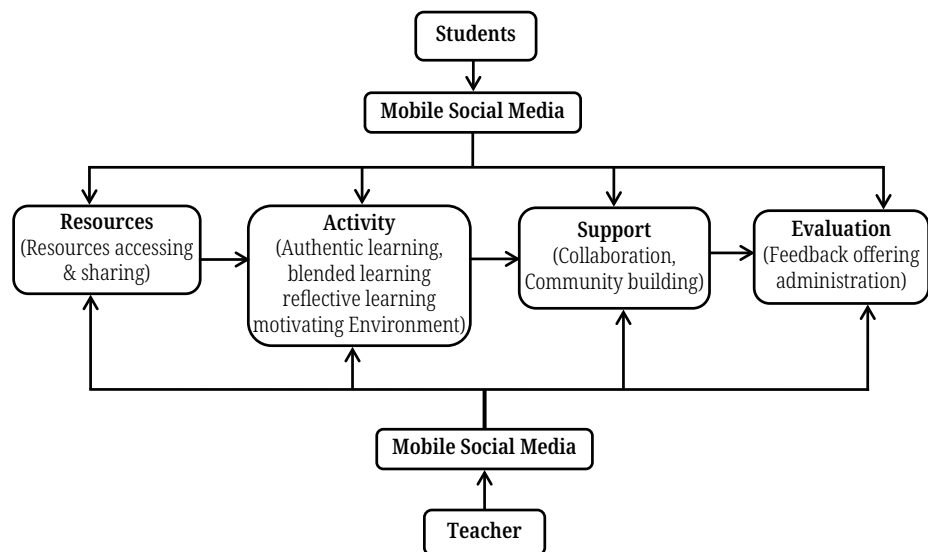 Students
Mobile Social Media
Resources
(Resources accessing
& sharing)
Activity
(Authentic learning,
blended learning
reflective learning
motivating Environment)
Support
(Collaboration,
Community building)
Evaluation
(Feedback offering
administration)
Mobile Social Media
Teacher